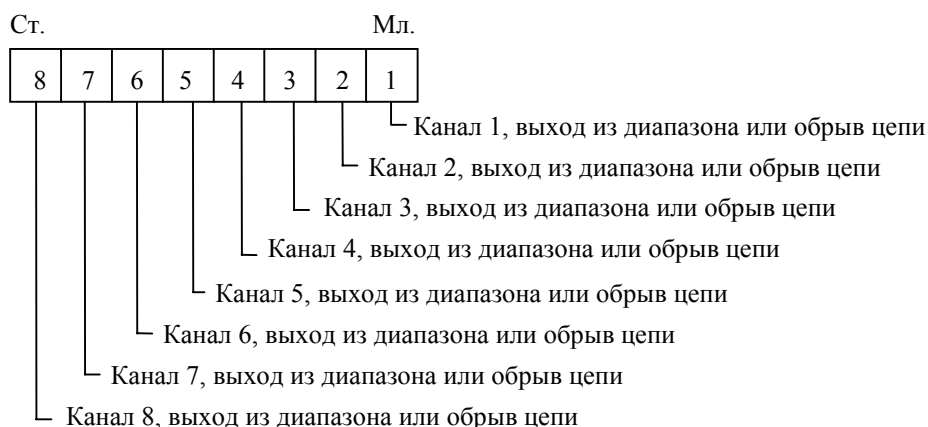 Ст. Мл.
8 7 6 5 4 3 2 1
Канал 1, выход из диапазона или обрыв цепи
Канал 2, выход из диапазона или обрыв цепи
Канал 3, выход из диапазона или обрыв цепи
Канал 4, выход из диапазона или обрыв цепи
Канал 5, выход из диапазона или обрыв цепи
Канал 6, выход из диапазона или обрыв цепи
Канал 7, выход из диапазона или обрыв цепи
Канал 8, выход из диапазона или обрыв цепи